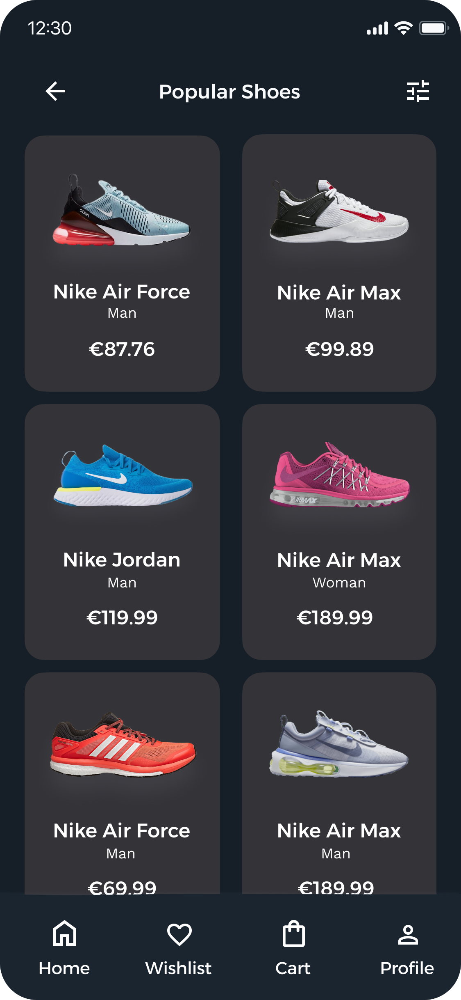 12:30
Popular Shoes
Nike Air Force
Man
€87.76
Nike Air Max
Man
€99.89
AIRMAX
Nike Jordan
Man
€119.99
Nike Air Max
Woman
€189.99
Nike Air Force
Man
€69.99
Nike Air Max
Man
€189.99
Home
Wishlist
Cart
Profile